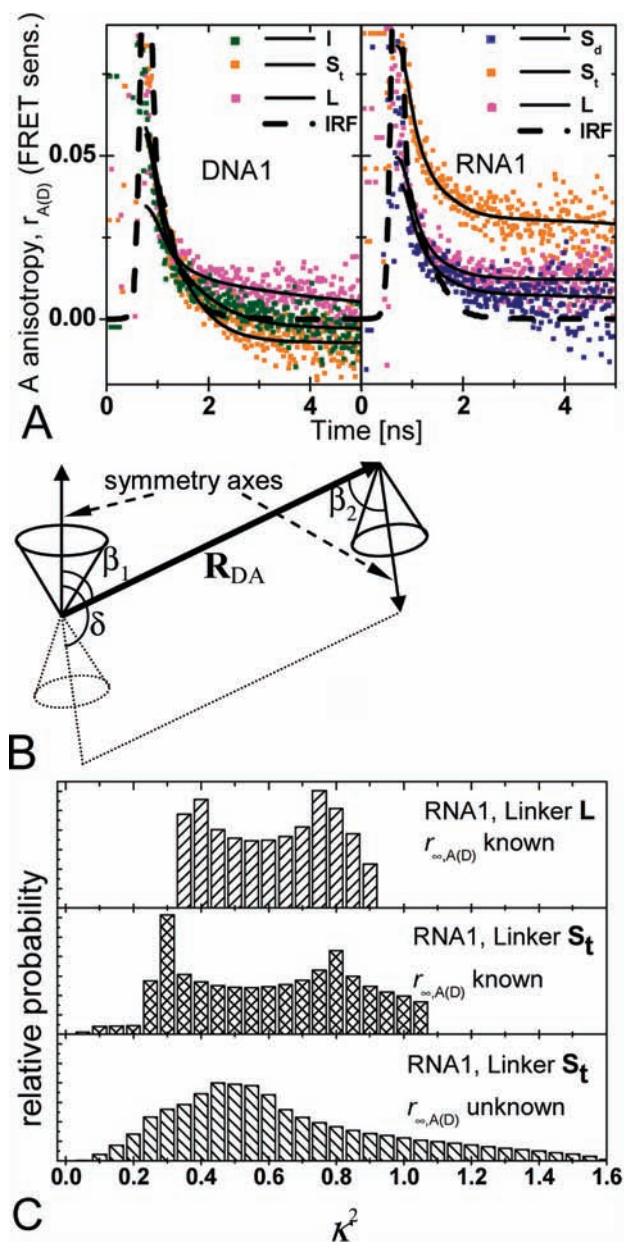 A anisotropy, r_A(D) (FRET sens.)
0.05
0.00
I
S_t
L
IRF
DNA1
S_d
S_t
L
IRF
RNA1
0 2 4 0 2 4
Time [ns]
A
symmetry axes
β_1
δ
R_DA
β_2
B
relative probability
RNA1, Linker L
r_∞,A(D) known
RNA1, Linker S_t
r_∞,A(D) known
RNA1, Linker S_t
r_∞,A(D) unknown
0.0 0.2 0.4 0.6 0.8 1.0 1.2 1.4 1.6
κ²
C